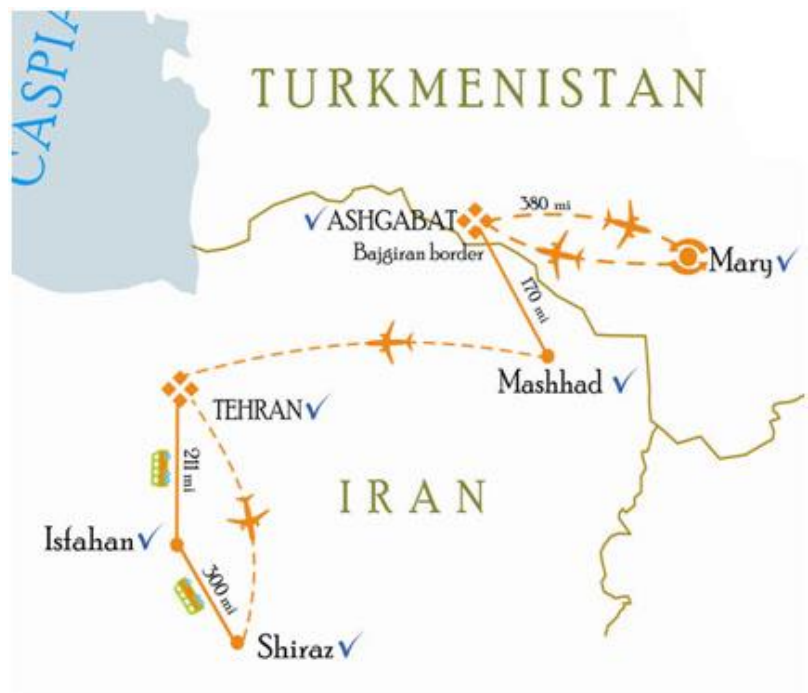 CASPIA
TURKMENISTAN
380 mi
ASHGABAT
Bajgiran border
Mary
170 mi
Mashhad
TEHRAN
211 mi
IRAN
Isfahan
300 mi
Shiraz